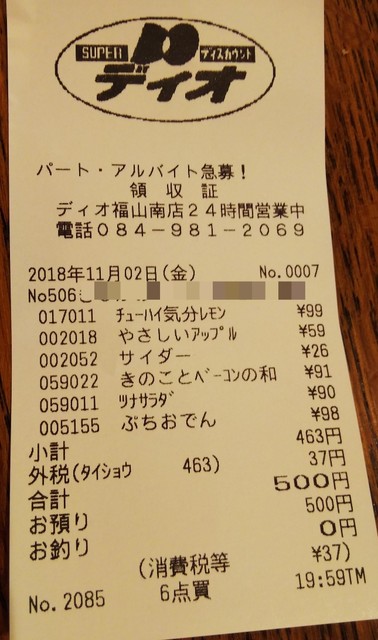 SUPER ディスカウント
ディオ
パート・アルバイト急募！
領収証
ディオ福山南店２４時間営業中
電話０８４－９８１－２０６９
2018年11月02日(金) No.0007
No506
017011 ﾁｭｰﾊｲ気分ﾚﾓﾝ ¥99
002018 やさしいｱｯﾌﾟﾙ ¥59
002052 サイダー ¥26
059022 きのことﾍﾞｰｺﾝの和 ¥91
059011 ﾂﾅｻﾗﾀﾞ ¥90
005155 ぷちおでん ¥98
小計 463円
外税(ﾀｲｼｮｳ 463) 37円
合計 500円
お預り 500円
お釣り 0円
(消費税等 ¥37)
6点買 19:59TM
No. 2085